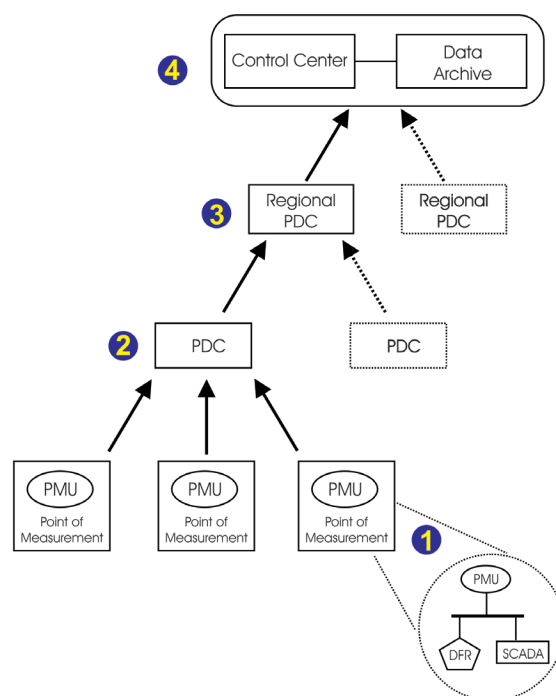 4
Control Center
Data
Archive
3
Regional
PDC
Regional
PDC
2
PDC
PDC
PMU
Point of
Measurement
PMU
Point of
Measurement
PMU
Point of
Measurement
1
PMU
DFR
SCADA